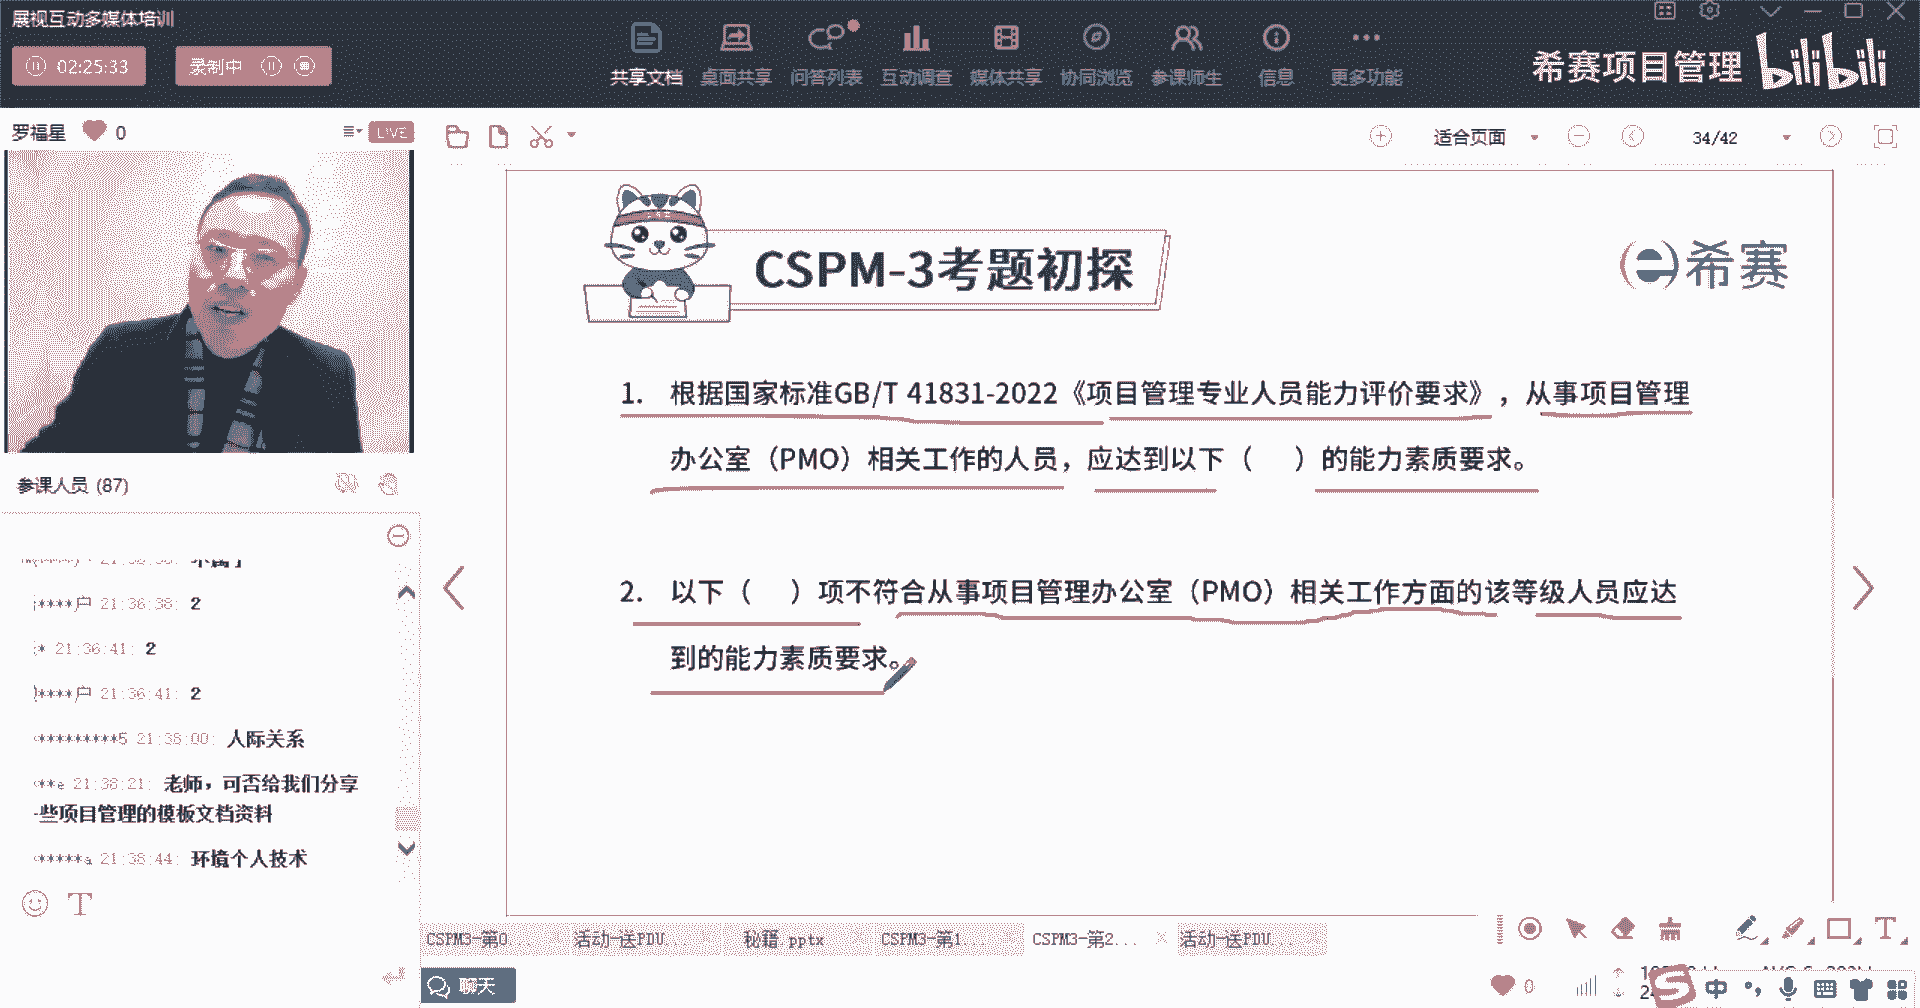 展视互动多媒体培训
02:25:33
录制中
共享文档
桌面共享
问答列表
互动调查
媒体共享
协同浏览
参课师生
信息
更多功能
希赛项目管理
bilibili
罗福星
0
LIVE
适合页面
34/42
CSPM-3考题初探
希赛
1. 根据国家标准GB/T 41831-2022《项目管理专业人员能力评价要求》，从事项目管理
办公室（PMO）相关工作的人员，应达到以下（ ）的能力素质要求。
2. 以下（ ）项不符合从事项目管理办公室（PMO）相关工作方面的该等级人员应达
到的能力素质要求。
参课人员 (87)
21:36:38: 2
21:36:41: 2
21:36:41: 2
*********5 21:38:00: 人际关系
**e 21:38:21: 老师，可否给我们分享
一些项目管理的模板文档资料
*****a 21:38:44: 环境个人技术
T
CSPM3-第0...
活动-送PDU...
秘籍 pptx
CSPM3-第1...
CSPM3-第2...
活动-送PDU...
T
聊天
0
S 中